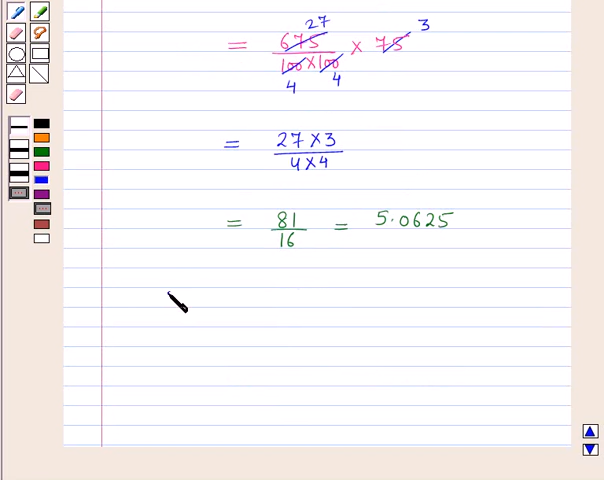 27 3
= 675 / 100 × 100 × 75
4 4
= 27 × 3 / 4 × 4
= 81 / 16 = 5.0625